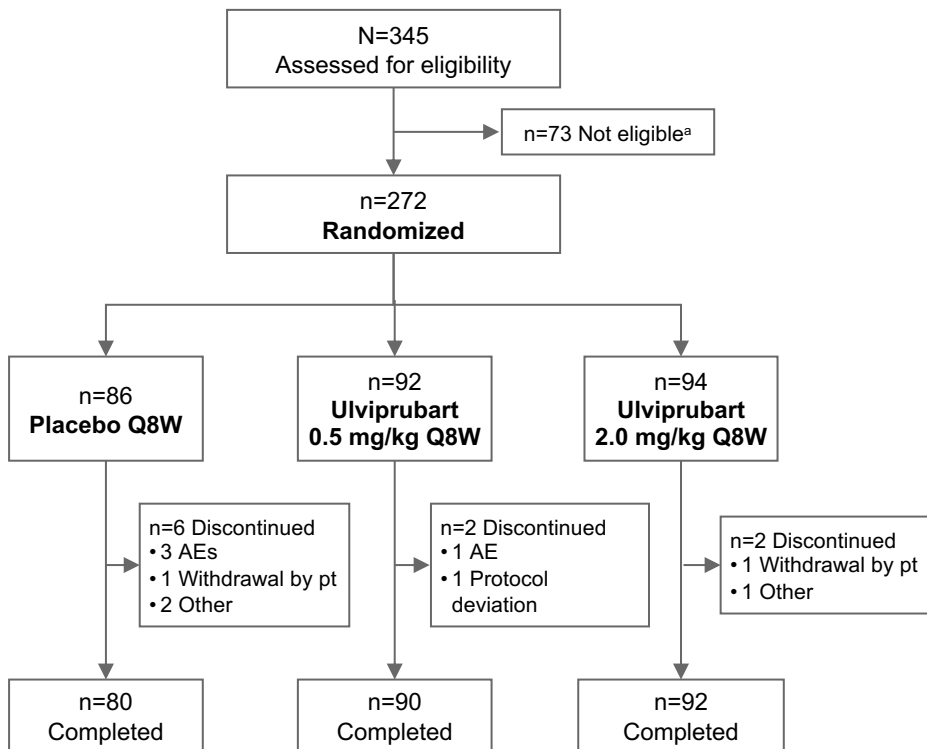 N=345
Assessed for eligibility
n=73 Not eligibleᵃ
n=272
Randomized
n=86
Placebo Q8W
n=92
Ulviprubart
0.5 mg/kg Q8W
n=94
Ulviprubart
2.0 mg/kg Q8W
n=6 Discontinued
• 3 AEs
• 1 Withdrawal by pt
• 2 Other
n=2 Discontinued
• 1 AE
• 1 Protocol
deviation
n=2 Discontinued
• 1 Withdrawal by pt
• 1 Other
n=80
Completed
n=90
Completed
n=92
Completed